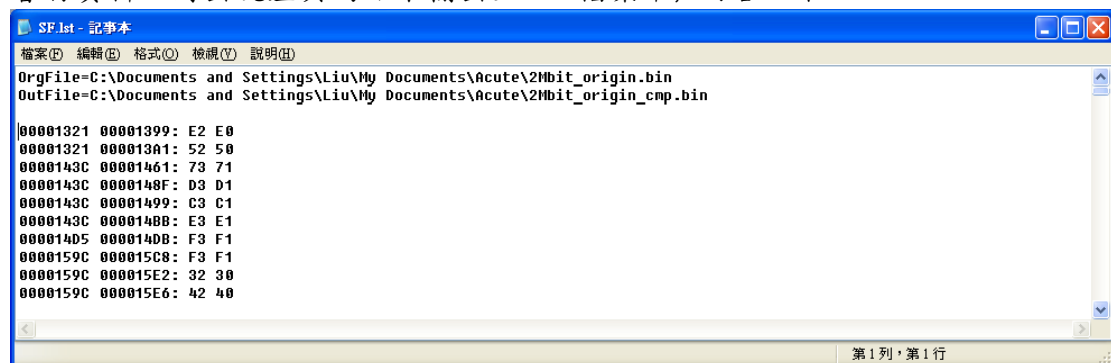 SF.lst - 記事本
檔案(F) 編輯(E) 格式(O) 檢視(V) 說明(H)
OrgFile=C:\Documents and Settings\Liu\My Documents\Acute\2Mbit_origin.bin
OutFile=C:\Documents and Settings\Liu\My Documents\Acute\2Mbit_origin_cmp.bin
00001321 00001399: E2 E0
00001321 000013A1: 52 50
0000143C 00001461: 73 71
0000143C 0000148F: D3 D1
0000143C 00001499: C3 C1
0000143C 000014BB: E3 E1
000014D5 000014DB: F3 F1
0000159C 000015C8: F3 F1
0000159C 000015E2: 32 30
0000159C 000015E6: 42 40
第 1 列，第 1 行